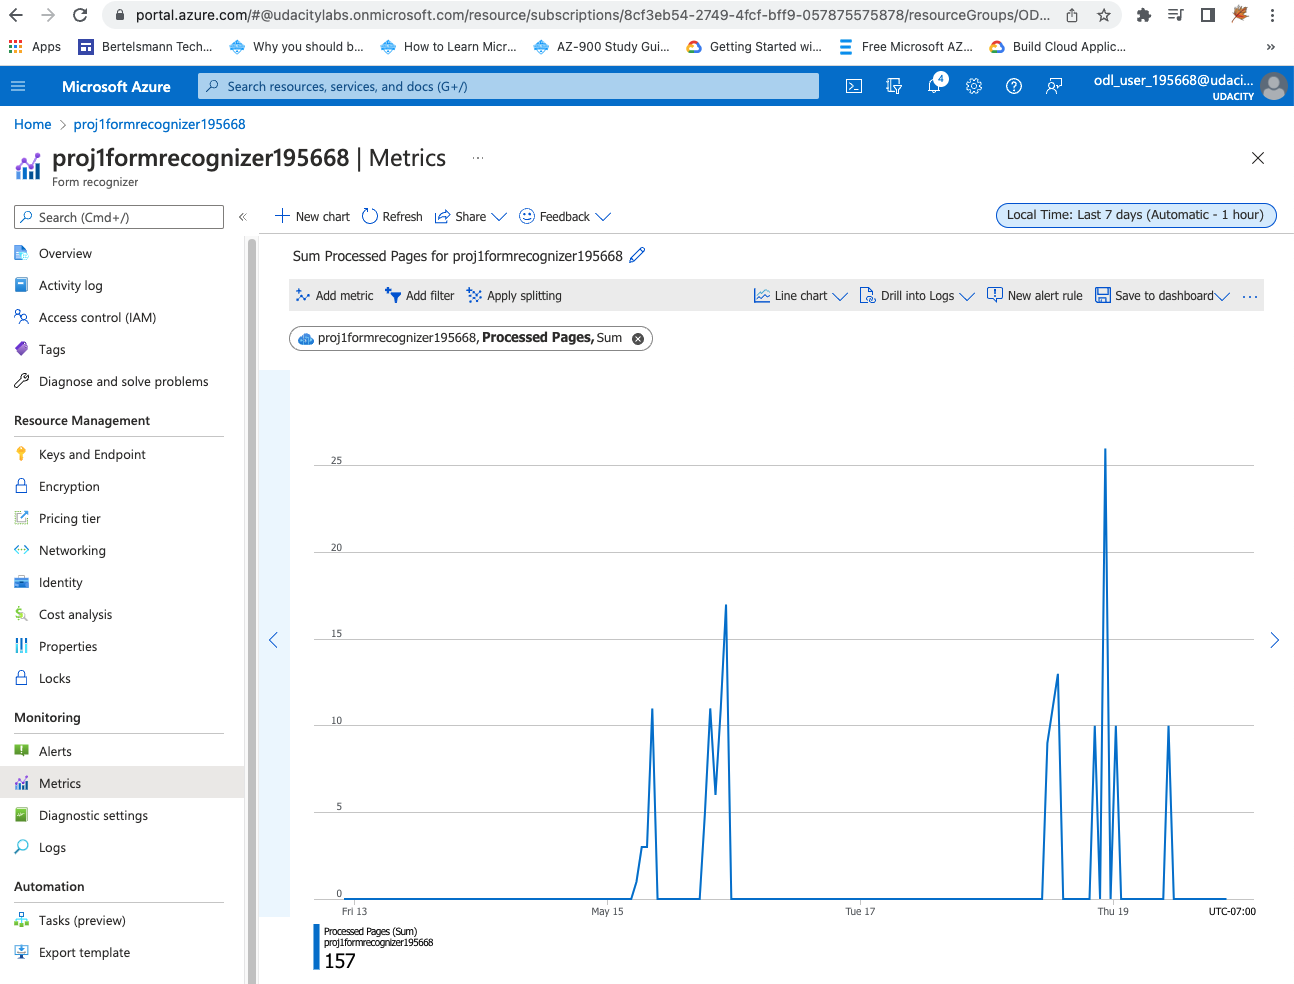 portal.azure.com/#@udacitylabs.onmicrosoft.com/resource/subscriptions/8cf3eb54-2749-4fcf-bff9-057875575878/resourceGroups/OD...
Apps
Bertelsmann Tech...
Why you should b...
How to Learn Micr...
AZ-900 Study Gui...
Getting Started wi...
Free Microsoft AZ...
Build Cloud Applic...
»
Microsoft Azure
Search resources, services, and docs (G+/)
4
odl_user_195668@udaci...
UDACITY
Home > proj1formrecognizer195668
proj1formrecognizer195668 | Metrics ...
Form recognizer
Search (Cmd+/)
«
New chart
Refresh
Share
Feedback
Local Time: Last 7 days (Automatic - 1 hour)
Overview
Activity log
Access control (IAM)
Tags
Diagnose and solve problems
Resource Management
Keys and Endpoint
Encryption
Pricing tier
Networking
Identity
Cost analysis
Properties
Locks
Monitoring
Alerts
Metrics
Diagnostic settings
Logs
Automation
Tasks (preview)
Export template
Sum Processed Pages for proj1formrecognizer195668
Add metric
Add filter
Apply splitting
Line chart
Drill into Logs
New alert rule
Save to dashboard
...
proj1formrecognizer195668, Processed Pages, Sum
25
20
15
10
5
0
Fri 13
May 15
Tue 17
Thu 19
UTC-07:00
Processed Pages (Sum)
proj1formrecognizer195668
157